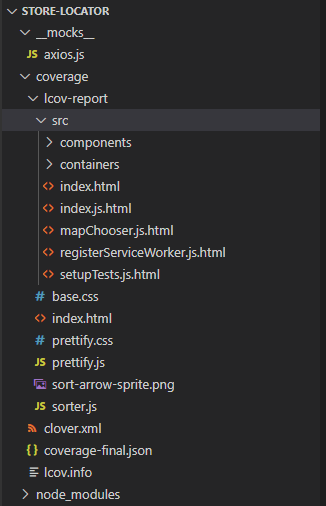 STORE-LOCATOR
__mocks__
JS axios.js
coverage
lcov-report
src
components
containers
<> index.html
<> index.js.html
<> mapChooser.js.html
<> registerServiceWorker.js.html
<> setupTests.js.html
# base.css
<> index.html
# prettify.css
JS prettify.js
sort-arrow-sprite.png
JS sorter.js
clover.xml
{ } coverage-final.json
lcov.info
node_modules